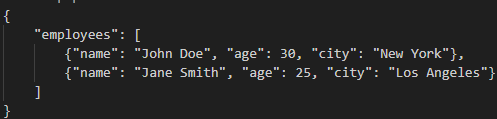 {
    "employees": [
        {"name": "John Doe", "age": 30, "city": "New York"},
        {"name": "Jane Smith", "age": 25, "city": "Los Angeles"}
    ]
}